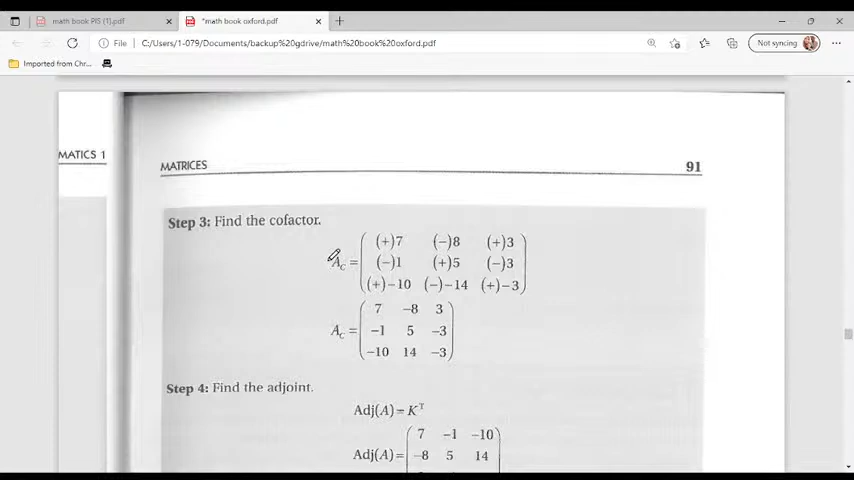 math book PIS (1).pdf
*math book oxford.pdf
File
C:/Users/1-079/Documents/backup%20gdrive/math%20book%20oxford.pdf
Not syncing
Imported from Chr...
MATICS 1
MATRICES 91
Step 3: Find the cofactor.
(+)7 (−)8 (+)3
A_C = (−)1 (+)5 (−)3
(+)−10 (−)−14 (+)−3
7 −8 3
A_C = −1 5 −3
−10 14 −3
Step 4: Find the adjoint.
Adj(A) = K^T
7 −1 −10
Adj(A) = −8 5 14